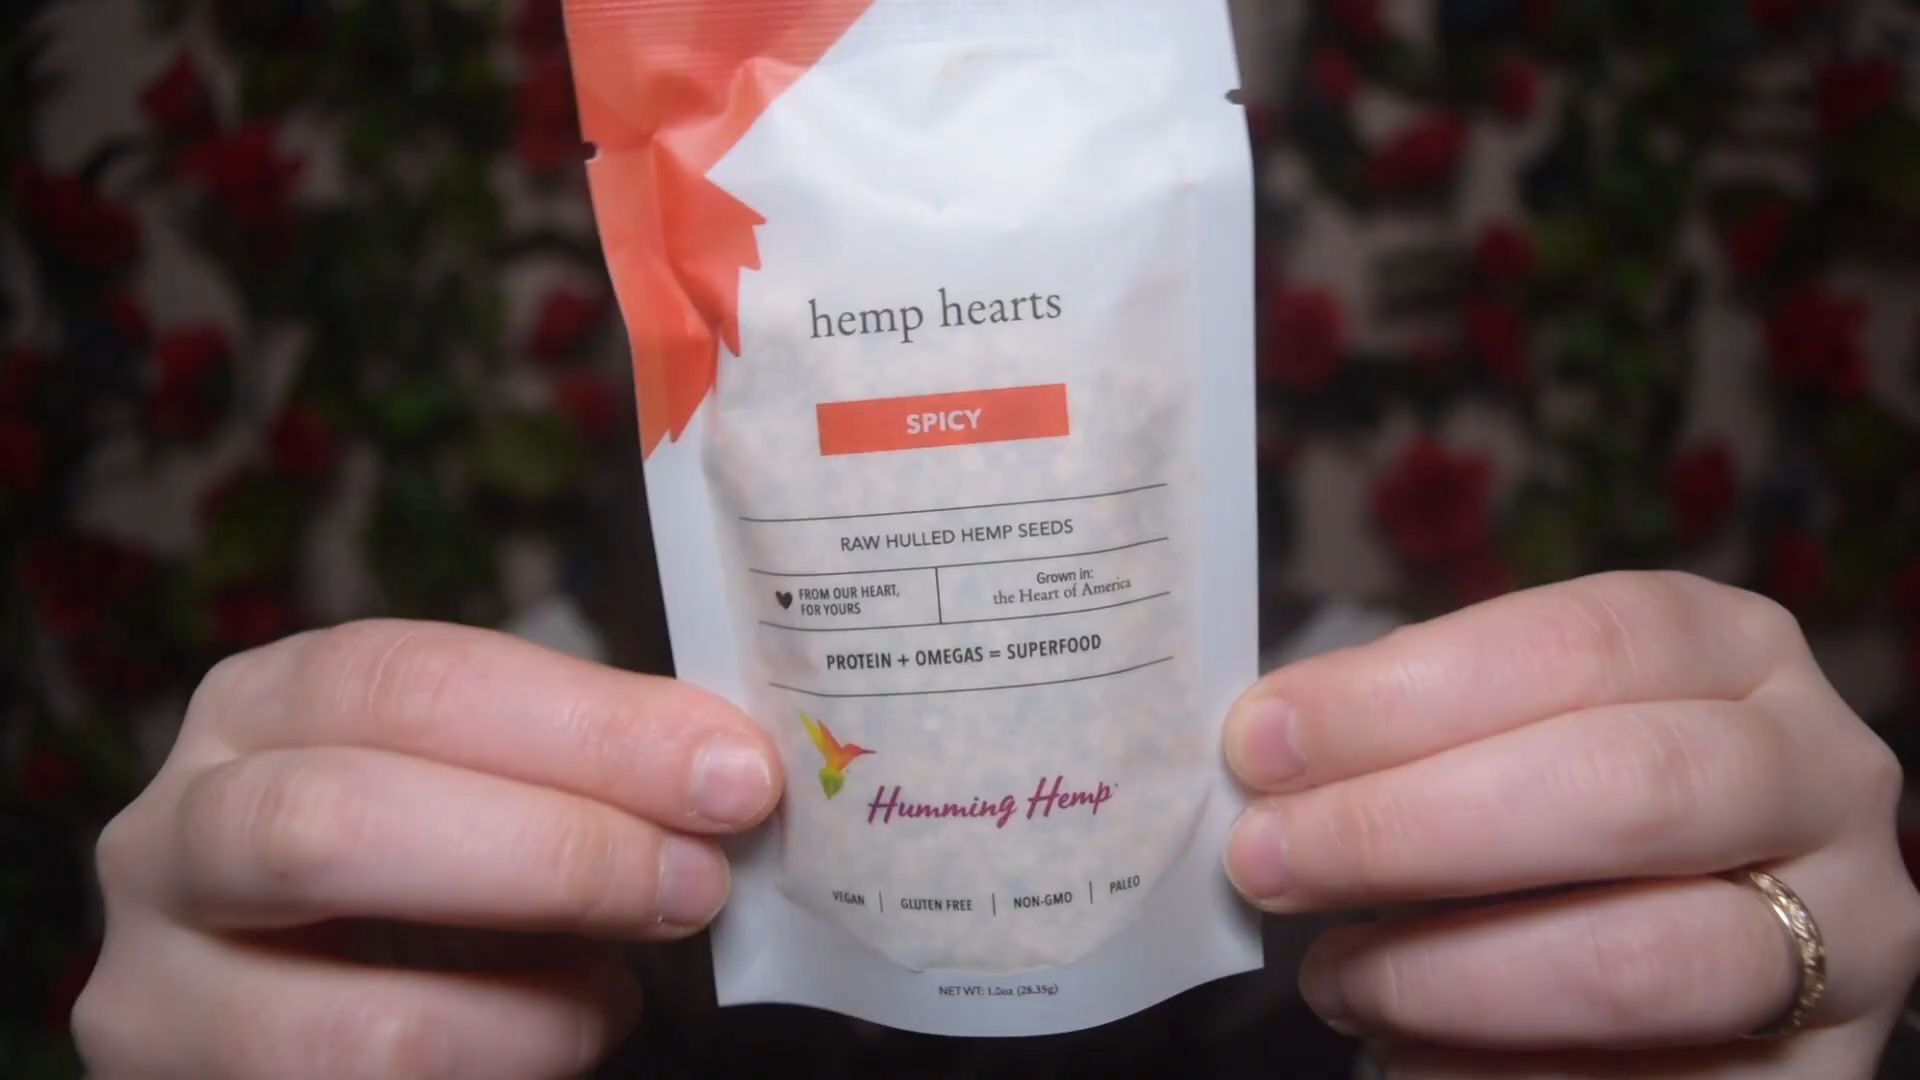 hemp hearts
SPICY
RAW HULLED HEMP SEEDS
FROM OUR HEART,
FOR YOURS
Grown in:
the Heart of America
PROTEIN + OMEGAS = SUPERFOOD
Humming Hemp
VEGAN | GLUTEN FREE | NON-GMO | PALEO
NET WT: 1.0oz (28.35g)